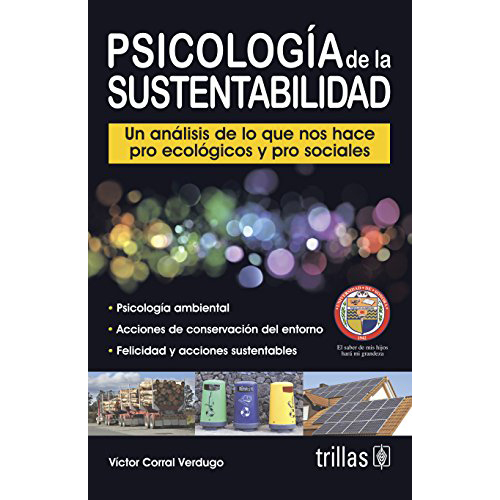 PSICOLOGÍA de la
SUSTENTABILIDAD
Un análisis de lo que nos hace
pro ecológicos y pro sociales
• Psicología ambiental
• Acciones de conservación del entorno
• Felicidad y acciones sustentables
1942
El saber de mis hijos
hará mi grandeza
Víctor Corral Verdugo
trillas